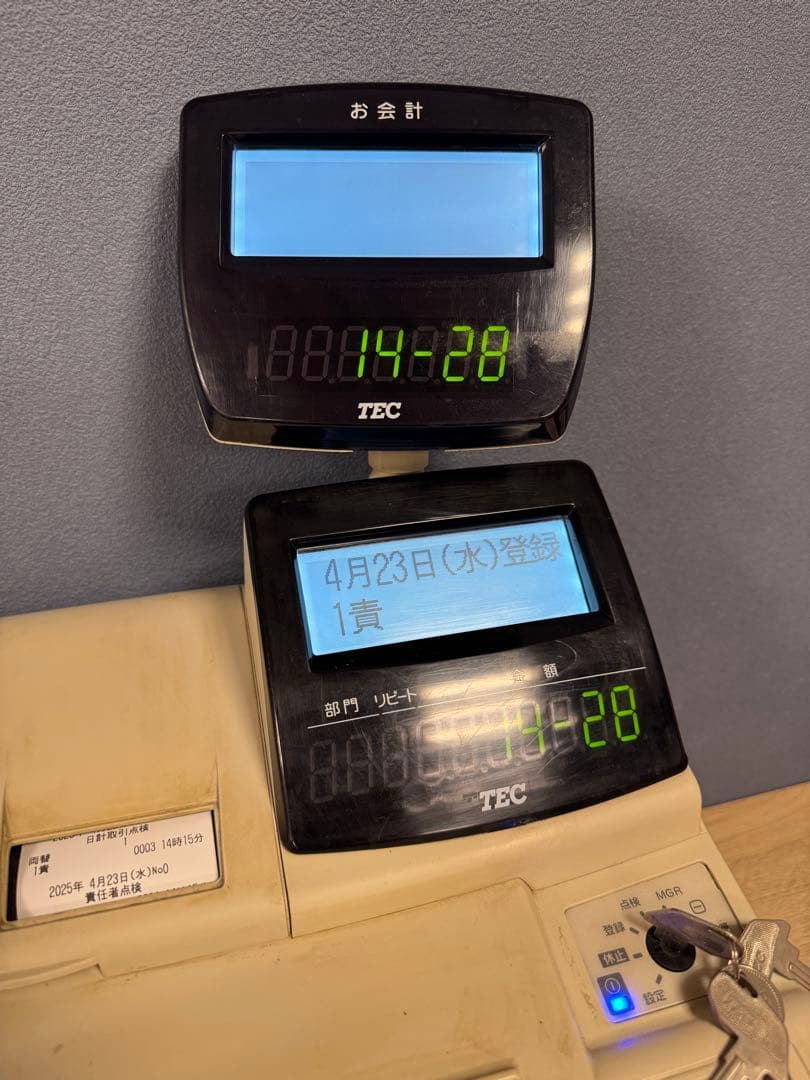 お会計
14-28
TEC
4月23日(水)登録
1責
部門 リピート 金額
14-28
TEC
日計取引点検
1
両替 0003 14時15分
1責
2025年 4月23日(水)No0
責任者点検
MGR
点検
登録
休止
設定